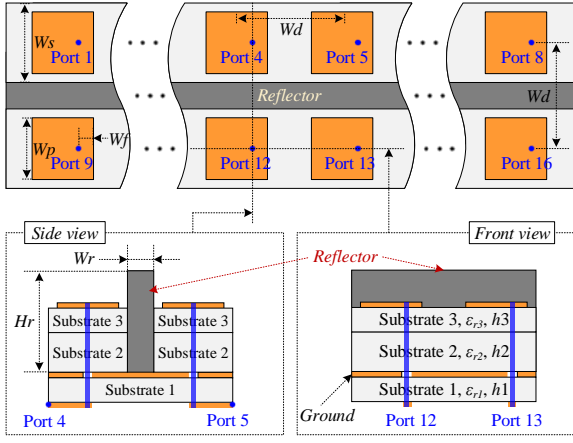 Ws
Port 1
Port 4
Wd
Port 5
Port 8
Reflector
Wd
Wp
Wf
Port 9
Port 12
Port 13
Port 16
Side view
Front view
Wr
Reflector
Hr
Substrate 3
Substrate 3
Substrate 2
Substrate 2
Substrate 1
Port 4
Port 5
Substrate 3, εr3, h3
Substrate 2, εr2, h2
Substrate 1, εr1, h1
Ground
Port 12
Port 13